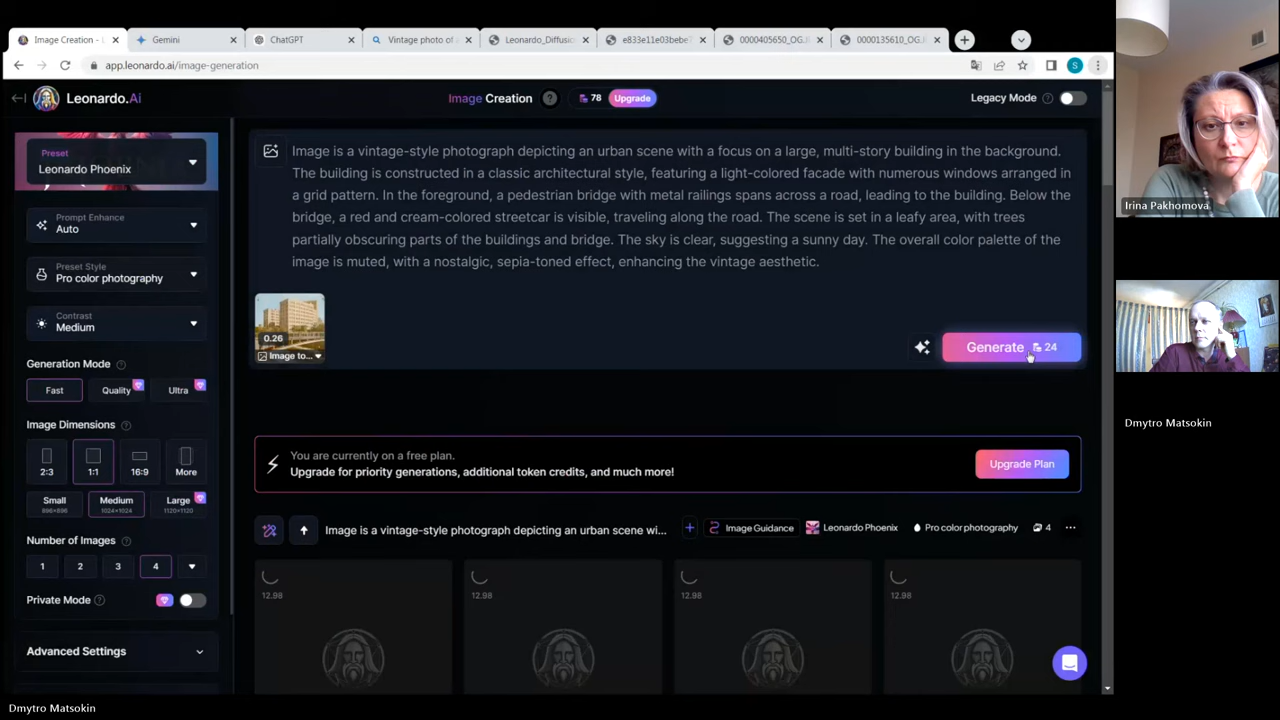 Image Creation - L
Gemini
ChatGPT
Vintage photo of
Leonardo_Diffusio
e833e11e03bebe7
0000405650_OG.J
0000135610_OG.J
app.leonardo.ai/image-generation
S
Leonardo.Ai
Image Creation
78
Upgrade
Legacy Mode
Preset
Leonardo Phoenix
Prompt Enhance
Auto
Preset Style
Pro color photography
Contrast
Medium
Generation Mode
Fast
Quality
Ultra
Image Dimensions
2:3
1:1
16:9
More
Small
896×896
Medium
1024×1024
Large
1120×1120
Number of Images
1
2
3
4
Private Mode
Advanced Settings
Image is a vintage-style photograph depicting an urban scene with a focus on a large, multi-story building in the background.
The building is constructed in a classic architectural style, featuring a light-colored facade with numerous windows arranged in
a grid pattern. In the foreground, a pedestrian bridge with metal railings spans across a road, leading to the building. Below the
bridge, a red and cream-colored streetcar is visible, traveling along the road. The scene is set in a leafy area, with trees
partially obscuring parts of the buildings and bridge. The sky is clear, suggesting a sunny day. The overall color palette of the
image is muted, with a nostalgic, sepia-toned effect, enhancing the vintage aesthetic.
0.26
Image to...
Generate 24
You are currently on a free plan.
Upgrade for priority generations, additional token credits, and much more!
Upgrade Plan
Image is a vintage-style photograph depicting an urban scene wi...
Image Guidance
Leonardo Phoenix
Pro color photography
4
12.98
12.98
12.98
12.98
Irina Pakhomova
Dmytro Matsokin
Dmytro Matsokin